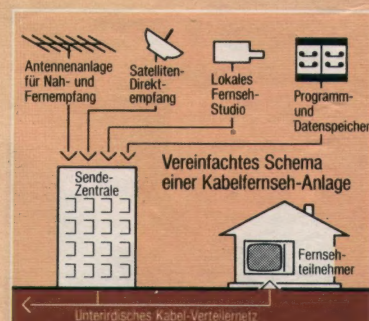 Antennenanlage
für Nah- und
Fernempfang
Satelliten-
Direkt-
empfang
Lokales
Fernseh-
Studio
Programm-
und
Datenspeicher
Vereinfachtes Schema
einer Kabelfernseh-Anlage
Sende-
Zentrale
Fernseh-
teilnehmer
Unterirdisches Kabel-Verteilernetz